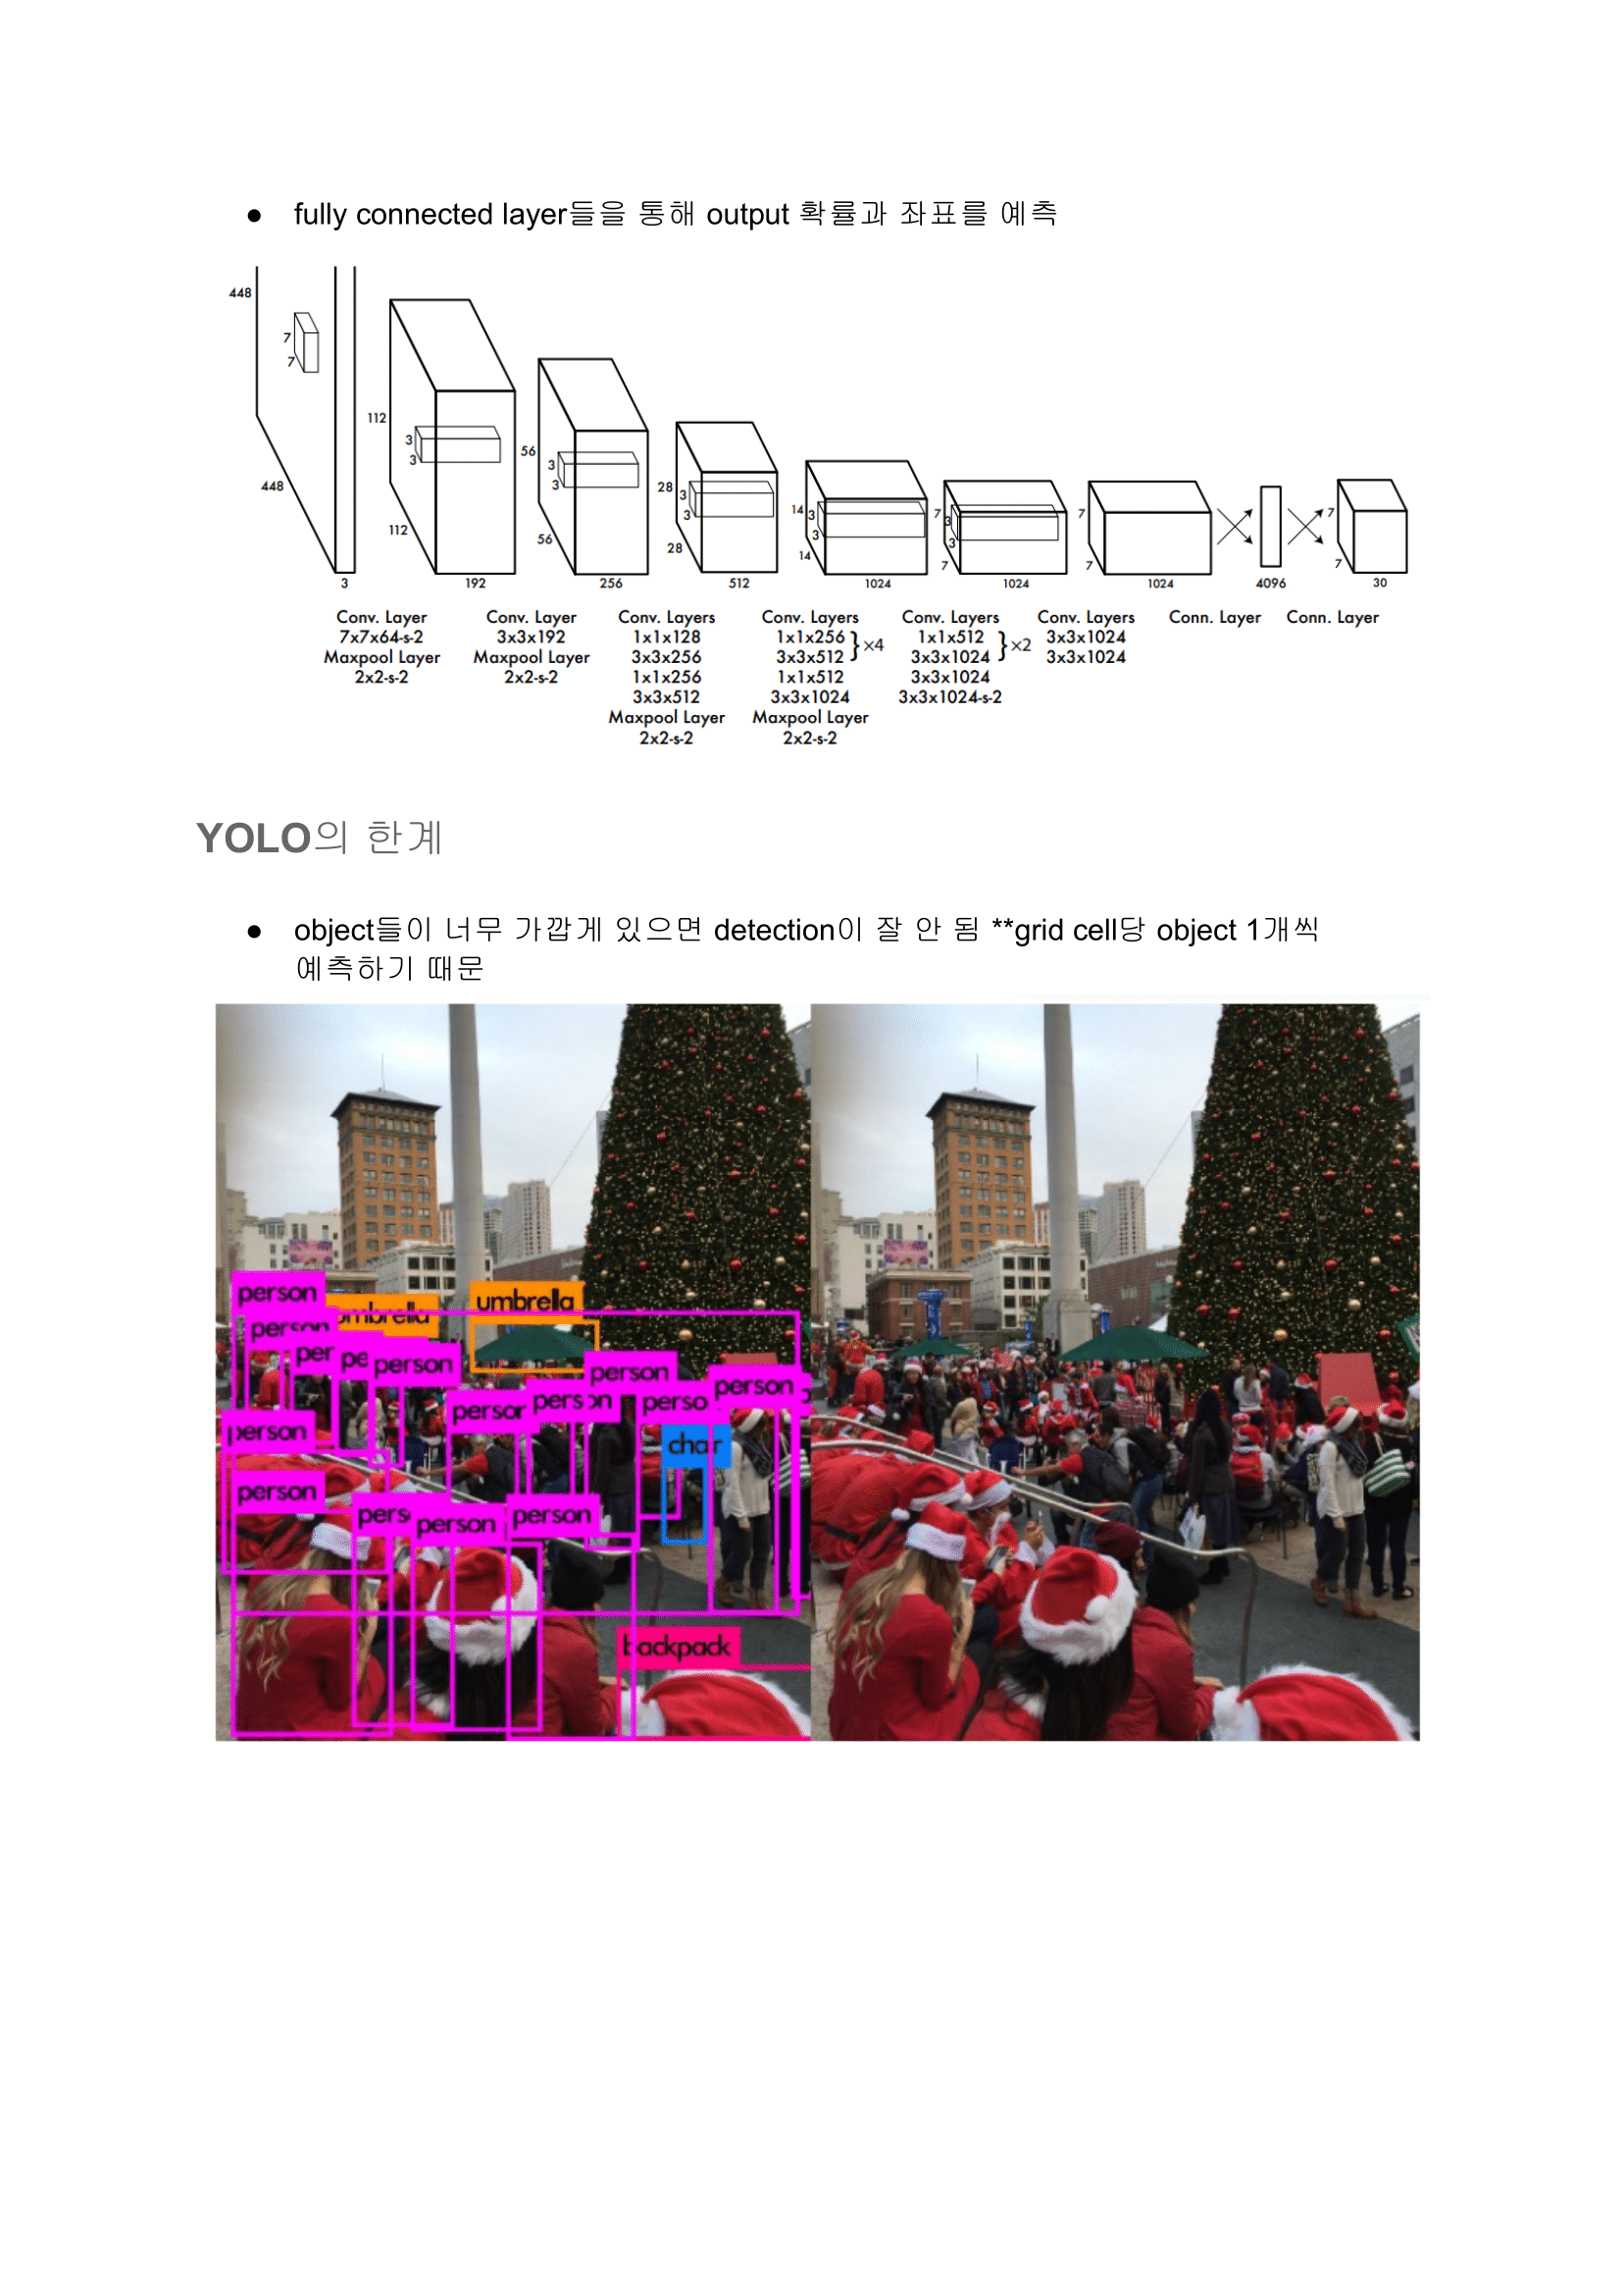 ● fully connected layer들을 통해 output 확률과 좌표를 예측
448
7
7
448
3
112
3
3
112
192
56
3
3
56
256
28
3
3
28
512
14
3
3
14
1024
7
3
3
7
1024
7
7
1024
4096
7
7
30
Conv. Layer
7x7x64-s-2
Maxpool Layer
2x2-s-2
Conv. Layer
3x3x192
Maxpool Layer
2x2-s-2
Conv. Layers
1x1x128
3x3x256
1x1x256
3x3x512
Maxpool Layer
2x2-s-2
Conv. Layers
1x1x256
3x3x512
}×4
1x1x512
3x3x1024
Maxpool Layer
2x2-s-2
Conv. Layers
1x1x512
3x3x1024
}×2
3x3x1024
3x3x1024-s-2
Conv. Layers
3x3x1024
3x3x1024
Conn. Layer
Conn. Layer
YOLO의 한계
● object들이 너무 가깝게 있으면 detection이 잘 안 됨 **grid cell당 object 1개씩
예측하기 때문
person
umbrella
umbrella
person
per
pe
person
person
person
person
perso
person
person
chair
person
perso
person
person
backpack